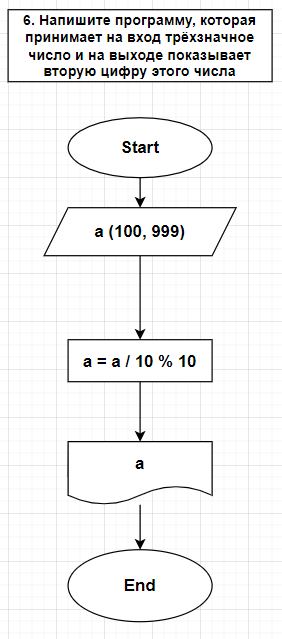 6. Напишите программу, которая
принимает на вход трёхзначное
число и на выходе показывает
вторую цифру этого числа
Start
a (100, 999)
a = a / 10 % 10
a
End